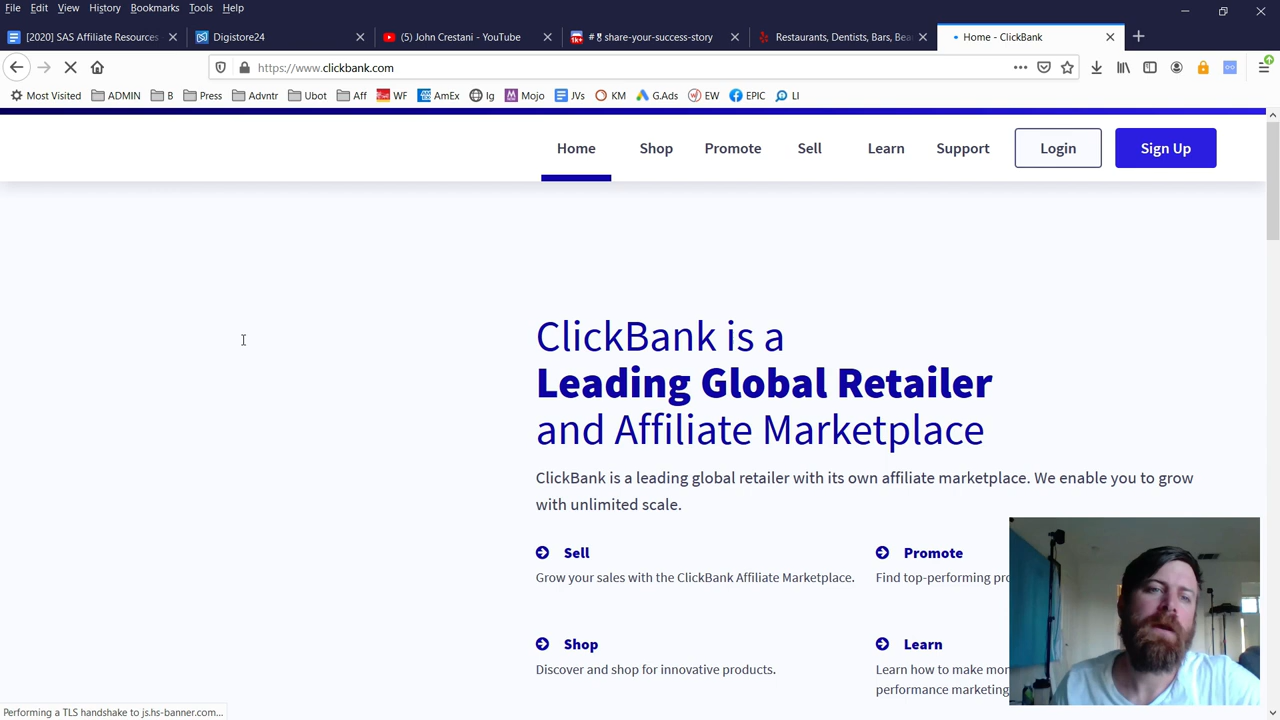 File Edit View History Bookmarks Tools Help
[2020] SAS Affiliate Resources
Digistore24
(5) John Crestani - YouTube
1k+ # share-your-success-story
Restaurants, Dentists, Bars, Bea
Home - ClickBank
https://www.clickbank.com
Most Visited ADMIN B Press Advntr Ubot Aff WF AmEx Ig Mojo JVs KM G.Ads EW EPIC LI
Home Shop Promote Sell Learn Support Login Sign Up
ClickBank is a
Leading Global Retailer
and Affiliate Marketplace
ClickBank is a leading global retailer with its own affiliate marketplace. We enable you to grow
with unlimited scale.
Sell
Grow your sales with the ClickBank Affiliate Marketplace.
Promote
Find top-performing pro
Shop
Discover and shop for innovative products.
Learn
Learn how to make mor
performance marketing
Performing a TLS handshake to js.hs-banner.com...